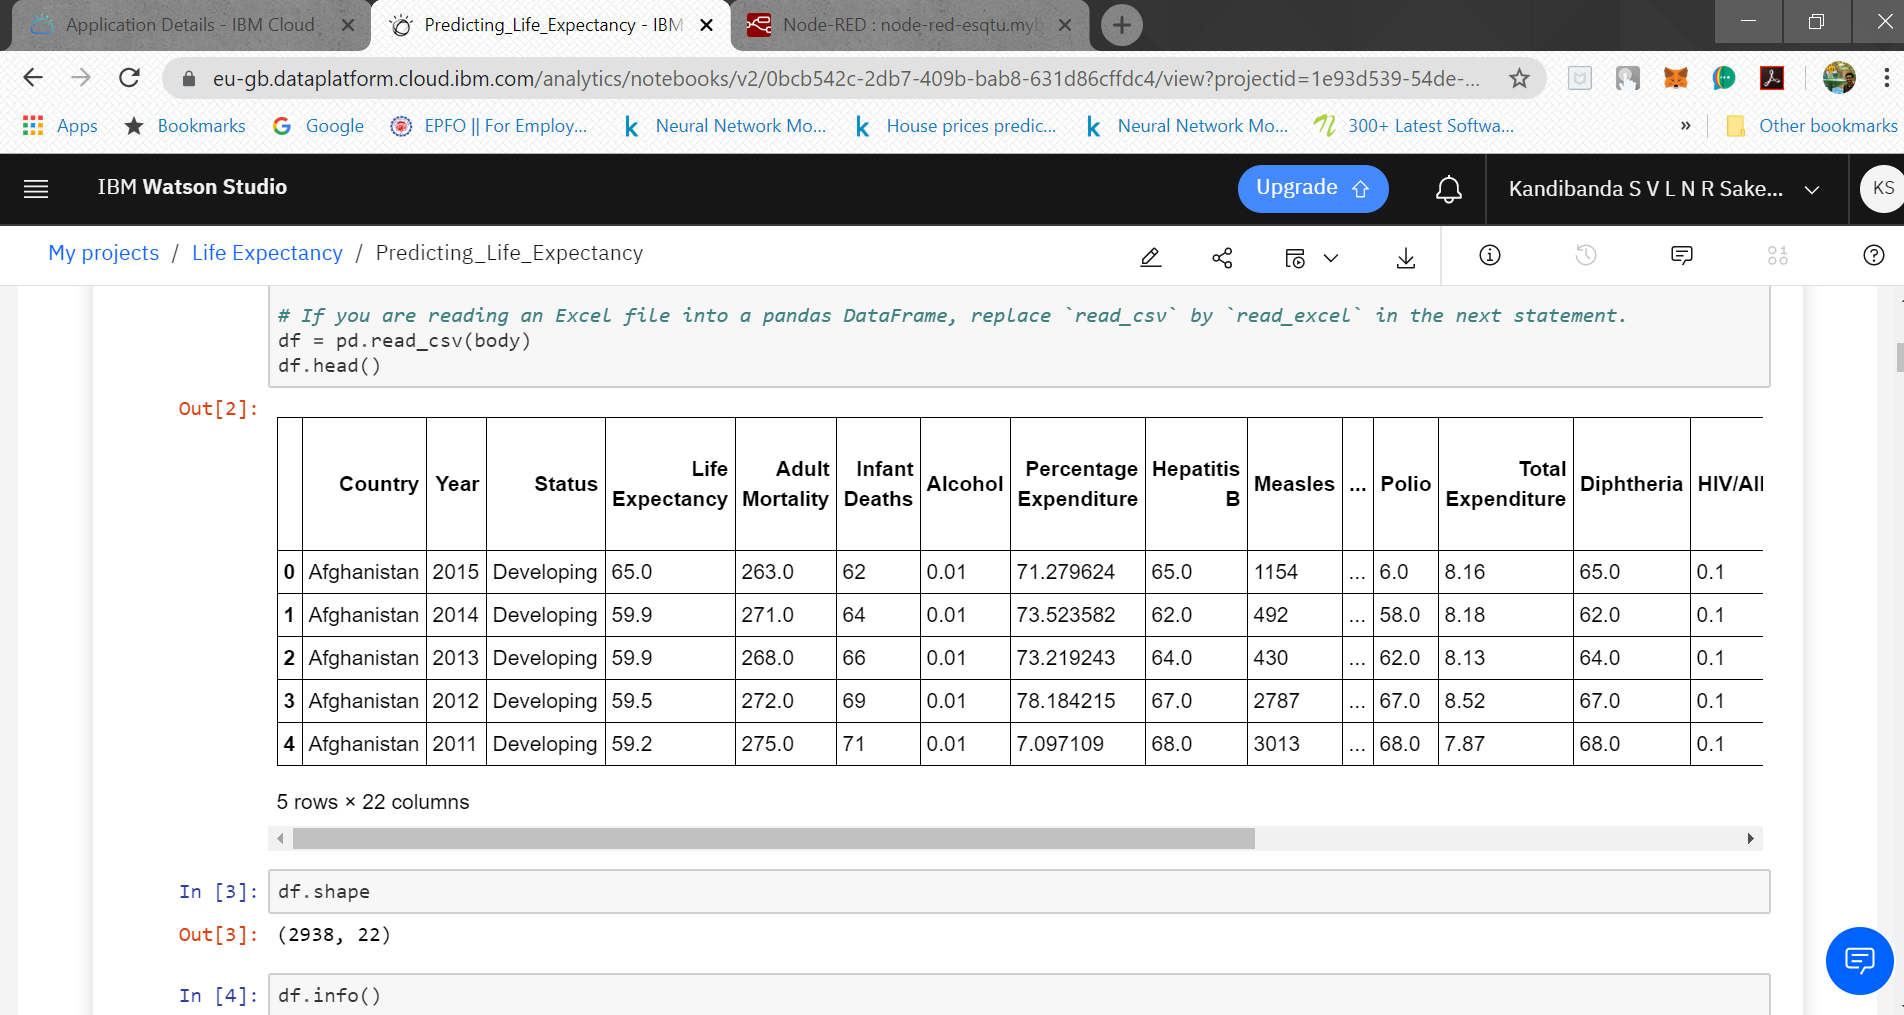 Application Details - IBM Cloud
Predicting_Life_Expectancy - IBM
Node-RED : node-red-esqtu.myb
eu-gb.dataplatform.cloud.ibm.com/analytics/notebooks/v2/0bcb542c-2db7-409b-bab8-631d86cffdc4/view?projectid=1e93d539-54de-...
Apps Bookmarks Google EPFO || For Employ... Neural Network Mo... House prices predic... Neural Network Mo... 300+ Latest Softwa... » Other bookmarks
IBM Watson Studio Upgrade Kandibanda S V L N R Sake... KS
My projects / Life Expectancy / Predicting_Life_Expectancy
# If you are reading an Excel file into a pandas DataFrame, replace `read_csv` by `read_excel` in the next statement.
df = pd.read_csv(body)
df.head()
Out[2]:
Country Year Status Life Expectancy Adult Mortality Infant Deaths Alcohol Percentage Expenditure Hepatitis B Measles ... Polio Total Expenditure Diphtheria HIV/AI
0 Afghanistan 2015 Developing 65.0 263.0 62 0.01 71.279624 65.0 1154 ... 6.0 8.16 65.0 0.1
1 Afghanistan 2014 Developing 59.9 271.0 64 0.01 73.523582 62.0 492 ... 58.0 8.18 62.0 0.1
2 Afghanistan 2013 Developing 59.9 268.0 66 0.01 73.219243 64.0 430 ... 62.0 8.13 64.0 0.1
3 Afghanistan 2012 Developing 59.5 272.0 69 0.01 78.184215 67.0 2787 ... 67.0 8.52 67.0 0.1
4 Afghanistan 2011 Developing 59.2 275.0 71 0.01 7.097109 68.0 3013 ... 68.0 7.87 68.0 0.1
5 rows × 22 columns
In [3]: df.shape
Out[3]: (2938, 22)
In [4]: df.info()